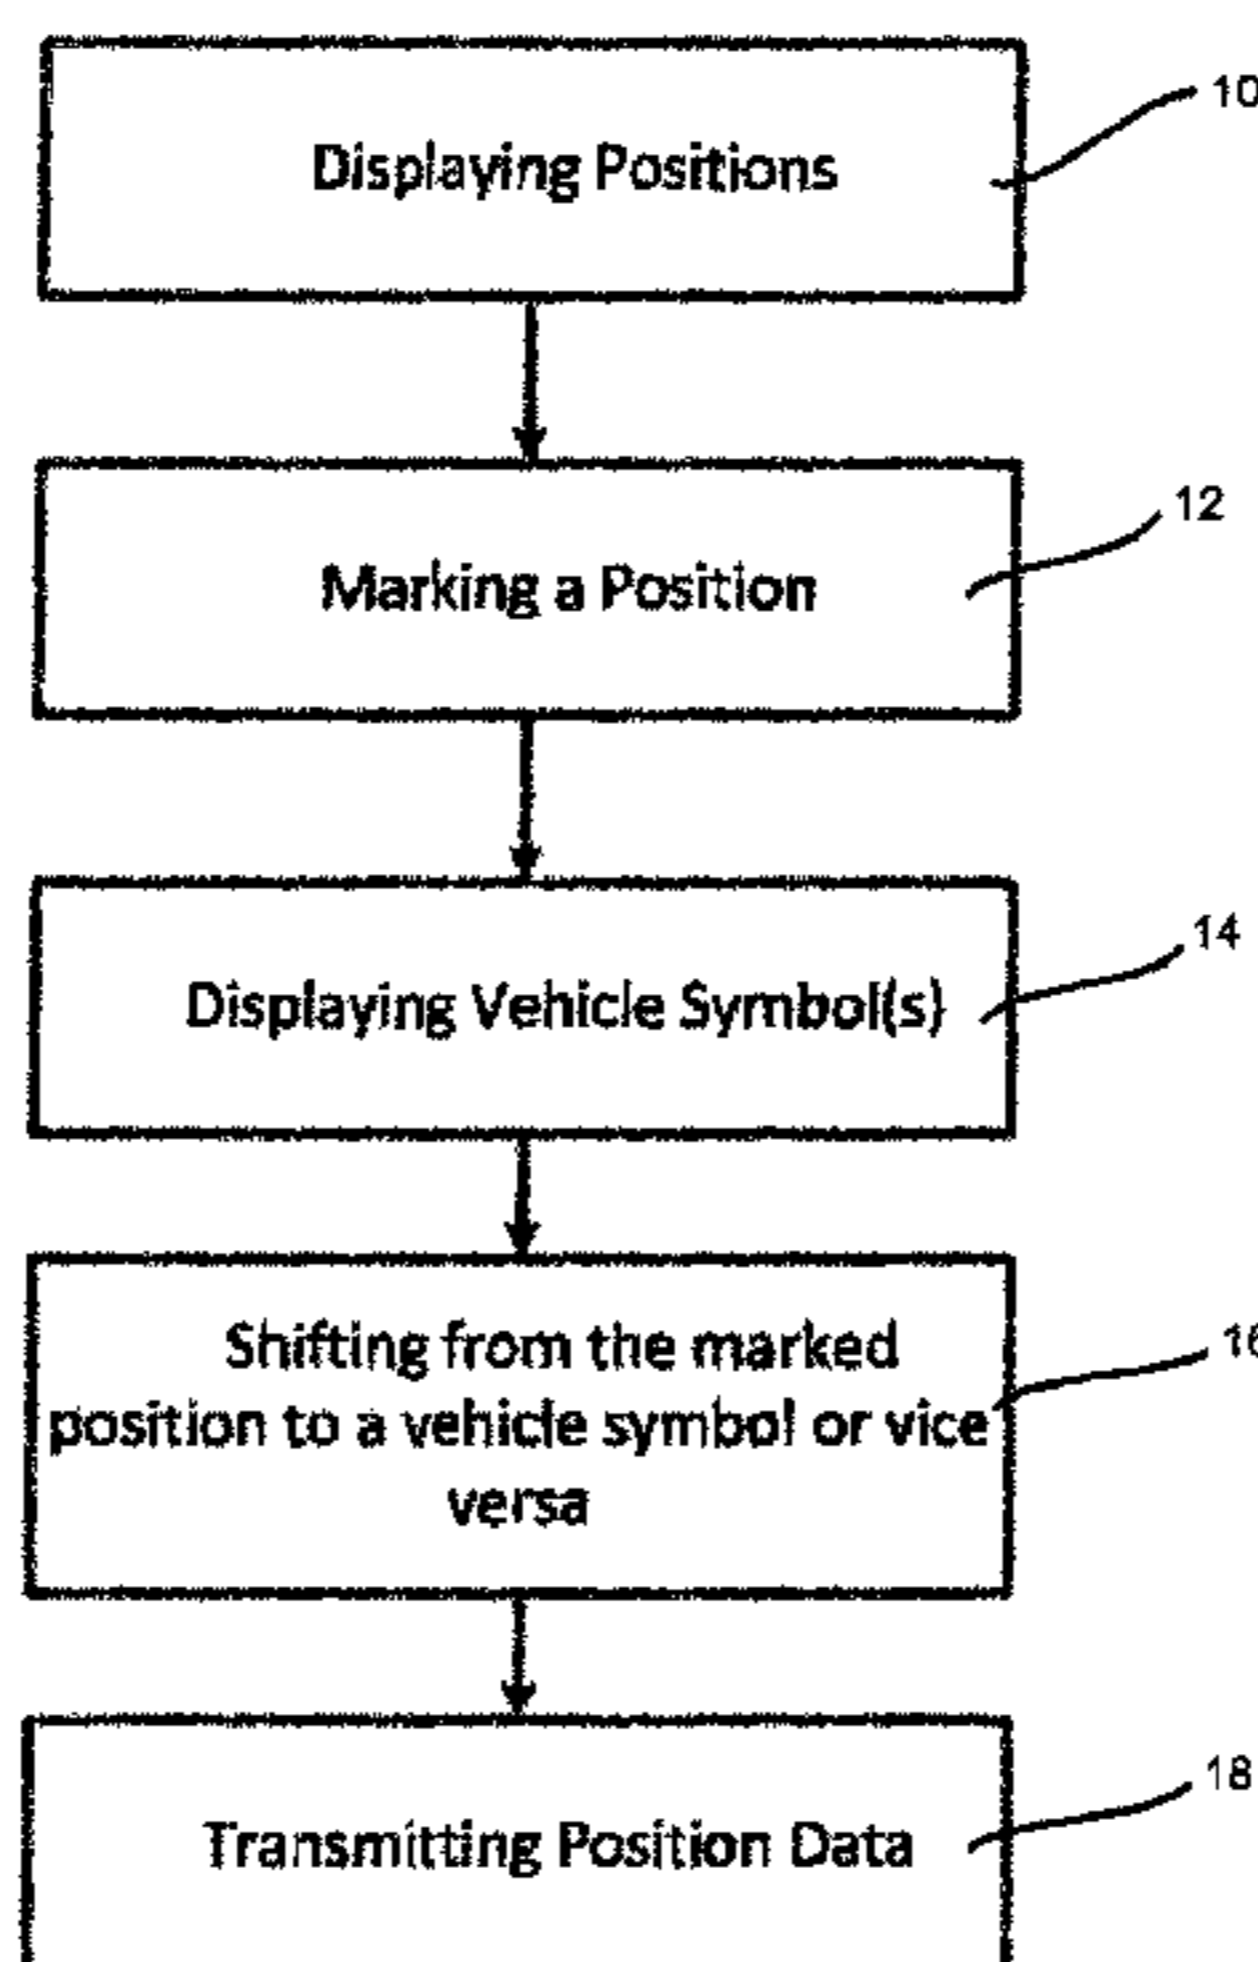 Displaying Positions
10
Marking a Position
12
Displaying Vehicle Symbol(s)
14
Shifting from the marked
position to a vehicle symbol or vice
versa
16
Transmitting Position Data
18